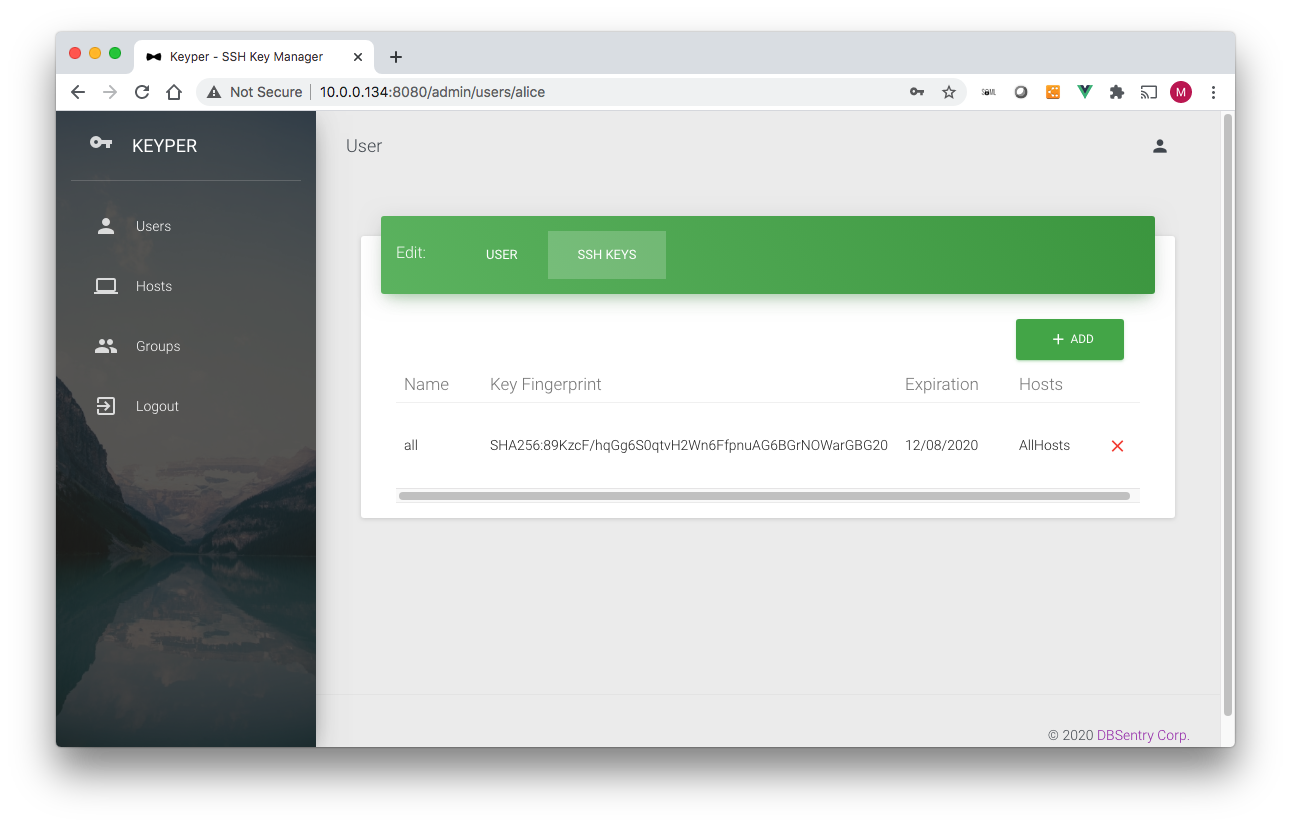 Keyper - SSH Key Manager
Not Secure 10.0.0.134:8080/admin/users/alice M
KEYPER
User
Users
Hosts
Groups
Logout
Edit: USER SSH KEYS
ADD
Name Key Fingerprint Expiration Hosts
all SHA256:89KzcF/hqGg6S0qtvH2Wn6FfpnuAG6BGrNOWarGBG20 12/08/2020 AllHosts
© 2020 DBSentry Corp.